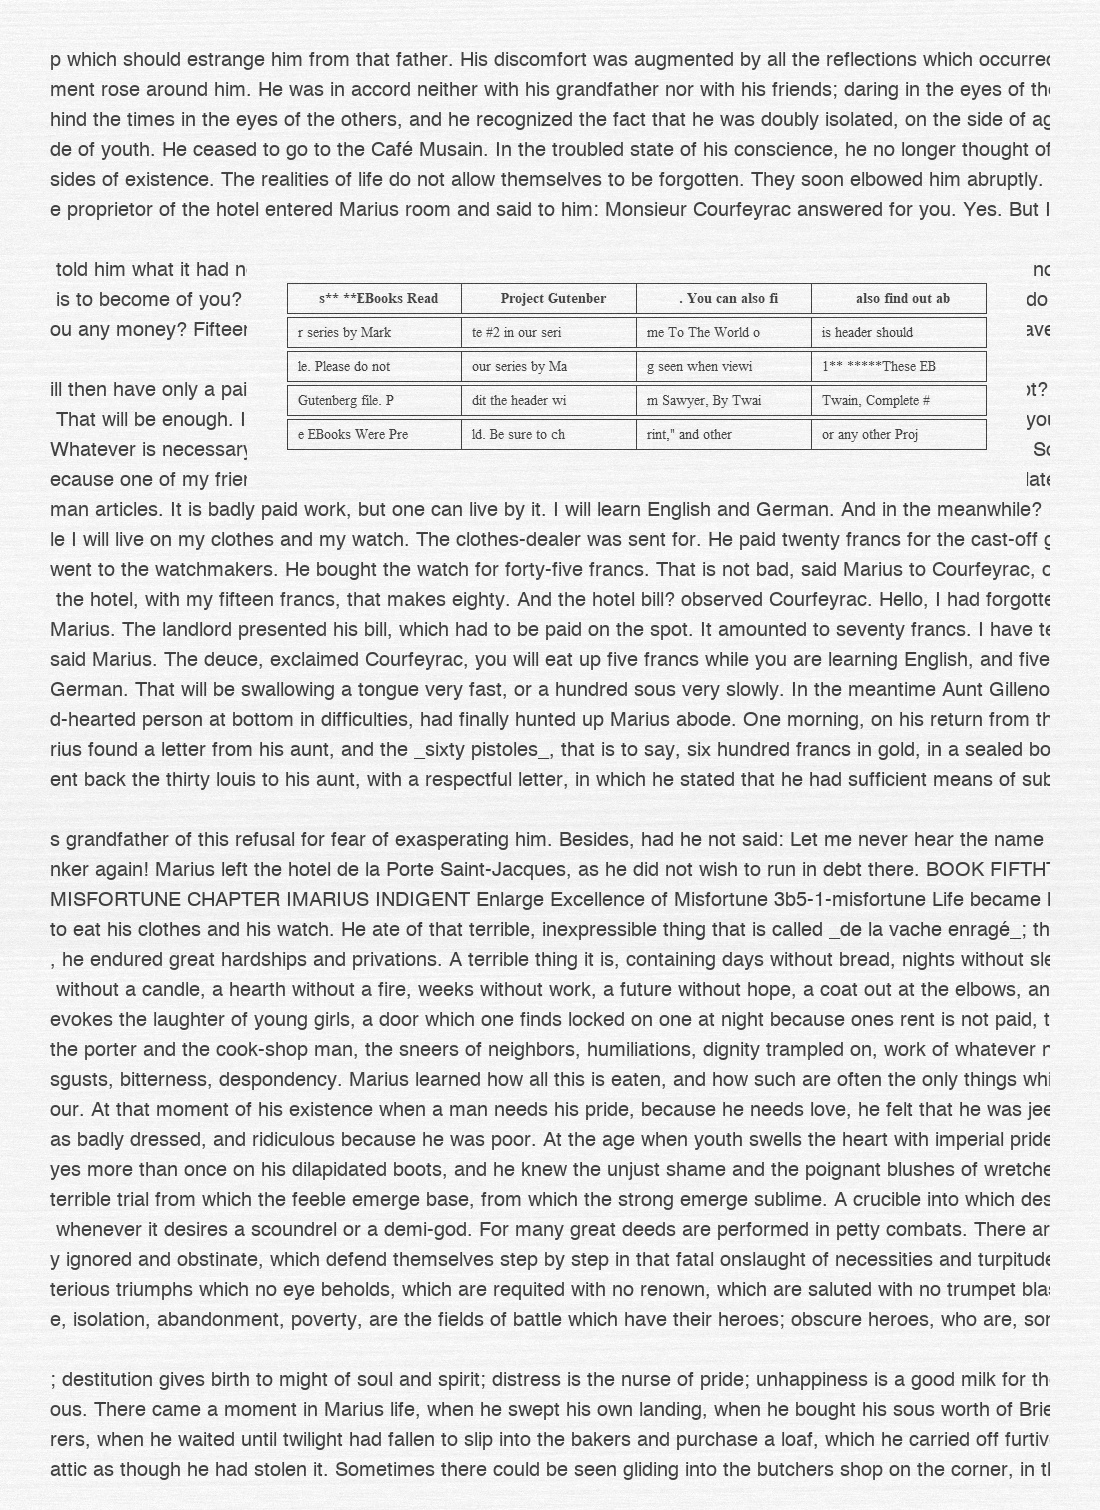 p which should estrange him from that father. His discomfort was augmented by all the reflections which occurred
ment rose around him. He was in accord neither with his grandfather nor with his friends; daring in the eyes of the
hind the times in the eyes of the others, and he recognized the fact that he was doubly isolated, on the side of ag
de of youth. He ceased to go to the Café Musain. In the troubled state of his conscience, he no longer thought of
sides of existence. The realities of life do not allow themselves to be forgotten. They soon elbowed him abruptly.
e proprietor of the hotel entered Marius room and said to him: Monsieur Courfeyrac answered for you. Yes. But I
told him what it had n no
is to become of you? do
ou any money? Fifteen ave
s** **EBooks Read Project Gutenber . You can also fi also find out ab
r series by Mark te #2 in our seri me To The World o is header should
le. Please do not our series by Ma g seen when viewi 1** *****These EB
Gutenberg file. P dit the header wi m Sawyer, By Twai Twain, Complete #
e EBooks Were Pre ld. Be sure to ch rint," and other or any other Proj
ill then have only a pai ot?
That will be enough. I you
Whatever is necessary So
ecause one of my frien late
man articles. It is badly paid work, but one can live by it. I will learn English and German. And in the meanwhile?
le I will live on my clothes and my watch. The clothes-dealer was sent for. He paid twenty francs for the cast-off g
went to the watchmakers. He bought the watch for forty-five francs. That is not bad, said Marius to Courfeyrac, o
the hotel, with my fifteen francs, that makes eighty. And the hotel bill? observed Courfeyrac. Hello, I had forgotte
Marius. The landlord presented his bill, which had to be paid on the spot. It amounted to seventy francs. I have te
said Marius. The deuce, exclaimed Courfeyrac, you will eat up five francs while you are learning English, and five
German. That will be swallowing a tongue very fast, or a hundred sous very slowly. In the meantime Aunt Gilleno
d-hearted person at bottom in difficulties, had finally hunted up Marius abode. One morning, on his return from th
rius found a letter from his aunt, and the _sixty pistoles_, that is to say, six hundred francs in gold, in a sealed bo
ent back the thirty louis to his aunt, with a respectful letter, in which he stated that he had sufficient means of sub
s grandfather of this refusal for fear of exasperating him. Besides, had he not said: Let me never hear the name
nker again! Marius left the hotel de la Porte Saint-Jacques, as he did not wish to run in debt there. BOOK FIFTHT
MISFORTUNE CHAPTER IMARIUS INDIGENT Enlarge Excellence of Misfortune 3b5-1-misfortune Life became h
to eat his clothes and his watch. He ate of that terrible, inexpressible thing that is called _de la vache enragé_; th
, he endured great hardships and privations. A terrible thing it is, containing days without bread, nights without sle
without a candle, a hearth without a fire, weeks without work, a future without hope, a coat out at the elbows, an
evokes the laughter of young girls, a door which one finds locked on one at night because ones rent is not paid, t
the porter and the cook-shop man, the sneers of neighbors, humiliations, dignity trampled on, work of whatever n
sgusts, bitterness, despondency. Marius learned how all this is eaten, and how such are often the only things whi
our. At that moment of his existence when a man needs his pride, because he needs love, he felt that he was jee
as badly dressed, and ridiculous because he was poor. At the age when youth swells the heart with imperial pride
yes more than once on his dilapidated boots, and he knew the unjust shame and the poignant blushes of wretche
terrible trial from which the feeble emerge base, from which the strong emerge sublime. A crucible into which des
whenever it desires a scoundrel or a demi-god. For many great deeds are performed in petty combats. There ar
y ignored and obstinate, which defend themselves step by step in that fatal onslaught of necessities and turpitude
terious triumphs which no eye beholds, which are requited with no renown, which are saluted with no trumpet blas
e, isolation, abandonment, poverty, are the fields of battle which have their heroes; obscure heroes, who are, som
; destitution gives birth to might of soul and spirit; distress is the nurse of pride; unhappiness is a good milk for the
ous. There came a moment in Marius life, when he swept his own landing, when he bought his sous worth of Brie
rers, when he waited until twilight had fallen to slip into the bakers and purchase a loaf, which he carried off furtiv
attic as though he had stolen it. Sometimes there could be seen gliding into the butchers shop on the corner, in th